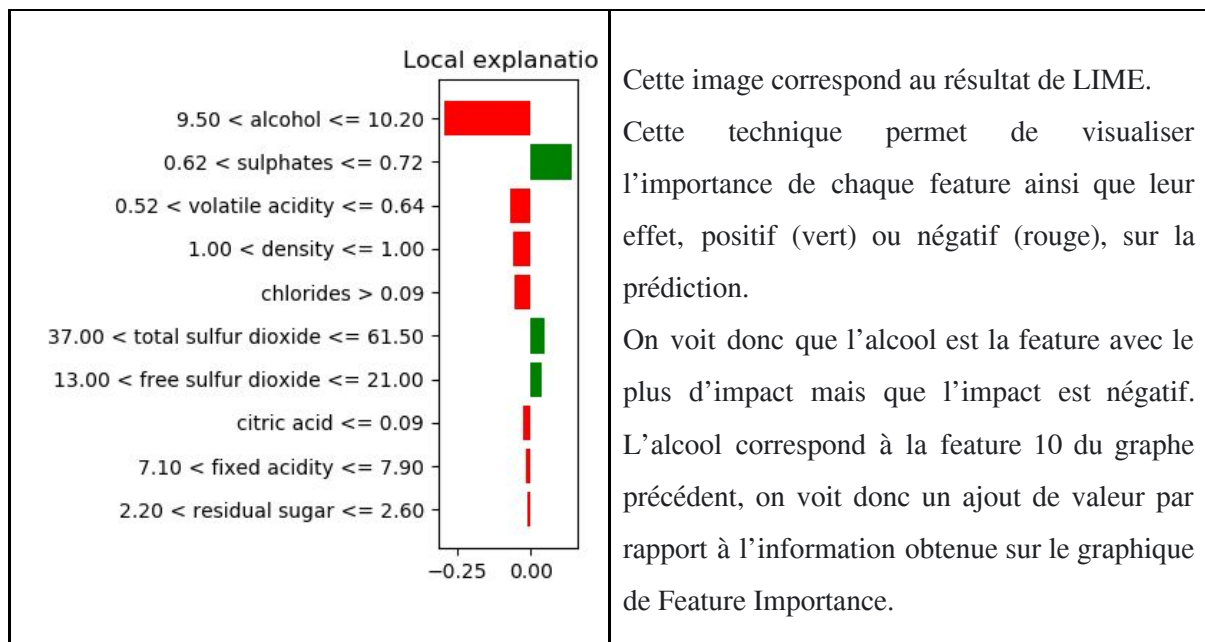 Local explanatio
9.50 < alcohol <= 10.20
0.62 < sulphates <= 0.72
0.52 < volatile acidity <= 0.64
1.00 < density <= 1.00
chlorides > 0.09
37.00 < total sulfur dioxide <= 61.50
13.00 < free sulfur dioxide <= 21.00
citric acid <= 0.09
7.10 < fixed acidity <= 7.90
2.20 < residual sugar <= 2.60
−0.25 0.00
Cette image correspond au résultat de LIME.
Cette technique permet de visualiser
l’importance de chaque feature ainsi que leur
effet, positif (vert) ou négatif (rouge), sur la
prédiction.
On voit donc que l’alcool est la feature avec le
plus d’impact mais que l’impact est négatif.
L’alcool correspond à la feature 10 du graphe
précédent, on voit donc un ajout de valeur par
rapport à l’information obtenue sur le graphique
de Feature Importance.